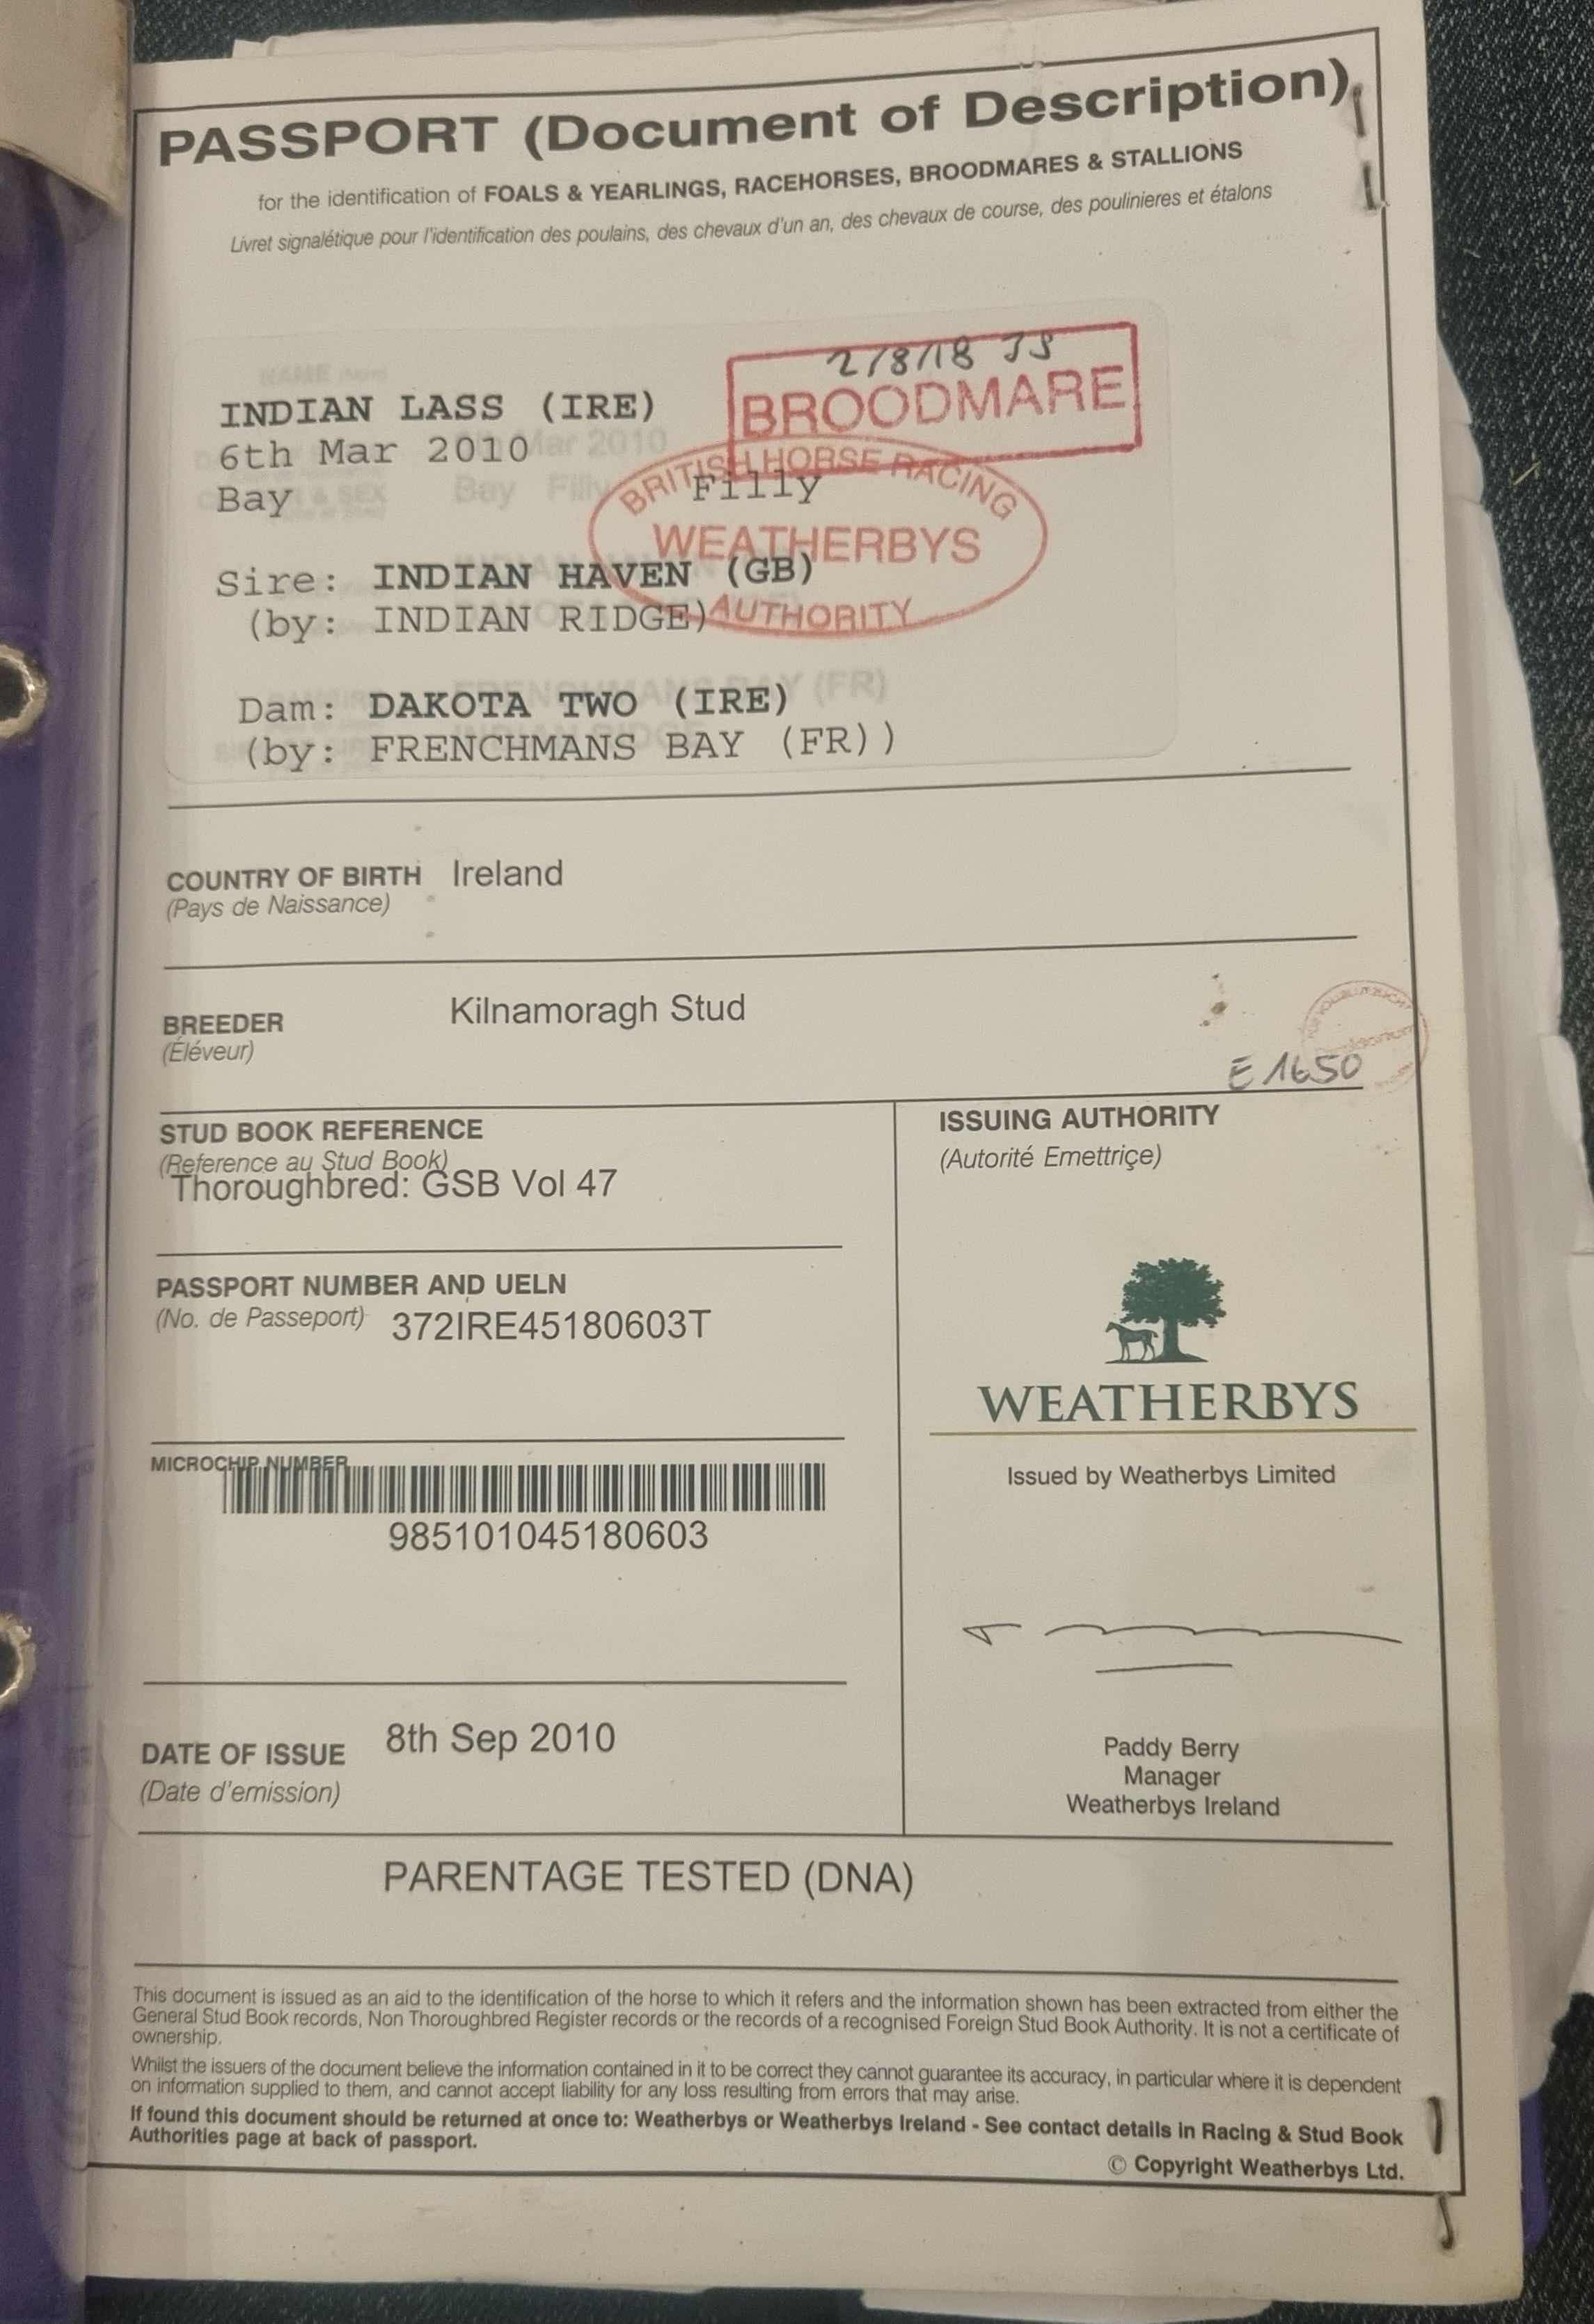 PASSPORT (Document of Description)
for the identification of FOALS & YEARLINGS, RACEHORSES, BROODMARES & STALLIONS
Livret signalétique pour l'identification des poulains, des chevaux d'un an, des chevaux de course, des poulinieres et étalons
2/8/18 JS
BROODMARE
INDIAN LASS (IRE)
6th Mar 2010
Bay Filly
BRITISH HORSE RACING
WEATHERBYS
AUTHORITY
Sire: INDIAN HAVEN (GB)
(by: INDIAN RIDGE)
Dam: DAKOTA TWO (IRE)
(by: FRENCHMANS BAY (FR))
COUNTRY OF BIRTH Ireland
(Pays de Naissance)
BREEDER Kilnamoragh Stud
(Éléveur)
E 1650
STUD BOOK REFERENCE
(Reference au Stud Book)
Thoroughbred: GSB Vol 47
PASSPORT NUMBER AND UELN
(No. de Passeport) 372IRE45180603T
MICROCHIP NUMBER
985101045180603
DATE OF ISSUE 8th Sep 2010
(Date d'emission)
ISSUING AUTHORITY
(Autorité Emettriçe)
WEATHERBYS
Issued by Weatherbys Limited
Paddy Berry
Manager
Weatherbys Ireland
PARENTAGE TESTED (DNA)
This document is issued as an aid to the identification of the horse to which it refers and the information shown has been extracted from either the
General Stud Book records, Non Thoroughbred Register records or the records of a recognised Foreign Stud Book Authority. It is not a certificate of
ownership.
Whilst the issuers of the document believe the information contained in it to be correct they cannot guarantee its accuracy, in particular where it is dependent
on information supplied to them, and cannot accept liability for any loss resulting from errors that may arise.
If found this document should be returned at once to: Weatherbys or Weatherbys Ireland - See contact details in Racing & Stud Book
Authorities page at back of passport.
© Copyright Weatherbys Ltd.